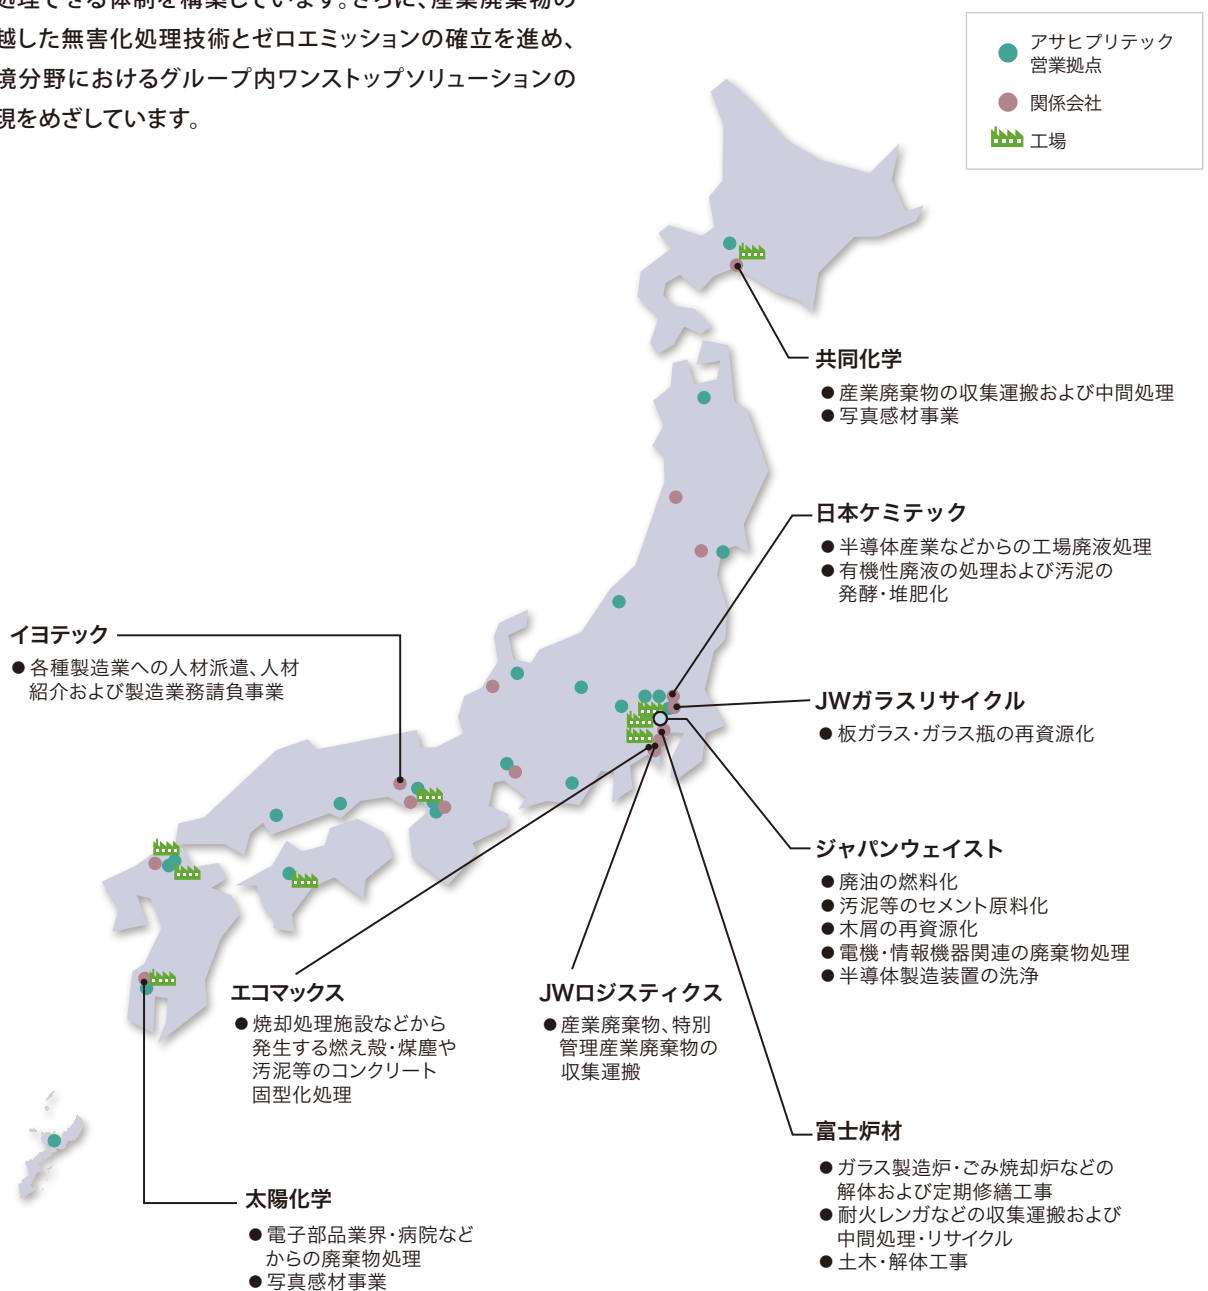 処理できる体制を構築しています。さらに、産業廃棄物の
越した無害化処理技術とゼロエミッションの確立を進め、
境分野におけるグループ内ワンストップソリューションの
現をめざしています。
アサヒプリテック
営業拠点
関係会社
工場
共同化学
●産業廃棄物の収集運搬および中間処理
●写真感材事業
日本ケミテック
●半導体産業などからの工場廃液処理
●有機性廃液の処理および汚泥の
発酵・堆肥化
イヨテック
●各種製造業への人材派遣、人材
紹介および製造業務請負事業
JWガラスリサイクル
●板ガラス・ガラス瓶の再資源化
ジャパンウェイスト
●廃油の燃料化
●汚泥等のセメント原料化
●木屑の再資源化
●電機・情報機器関連の廃棄物処理
●半導体製造装置の洗浄
エコマックス
●焼却処理施設などから
発生する燃え殻・煤塵や
汚泥等のコンクリート
固型化処理
JWロジスティクス
●産業廃棄物、特別
管理産業廃棄物の
収集運搬
富士炉材
●ガラス製造炉・ごみ焼却炉などの
解体および定期修繕工事
●耐火レンガなどの収集運搬および
中間処理・リサイクル
●土木・解体工事
太陽化学
●電子部品業界・病院など
からの廃棄物処理
●写真感材事業